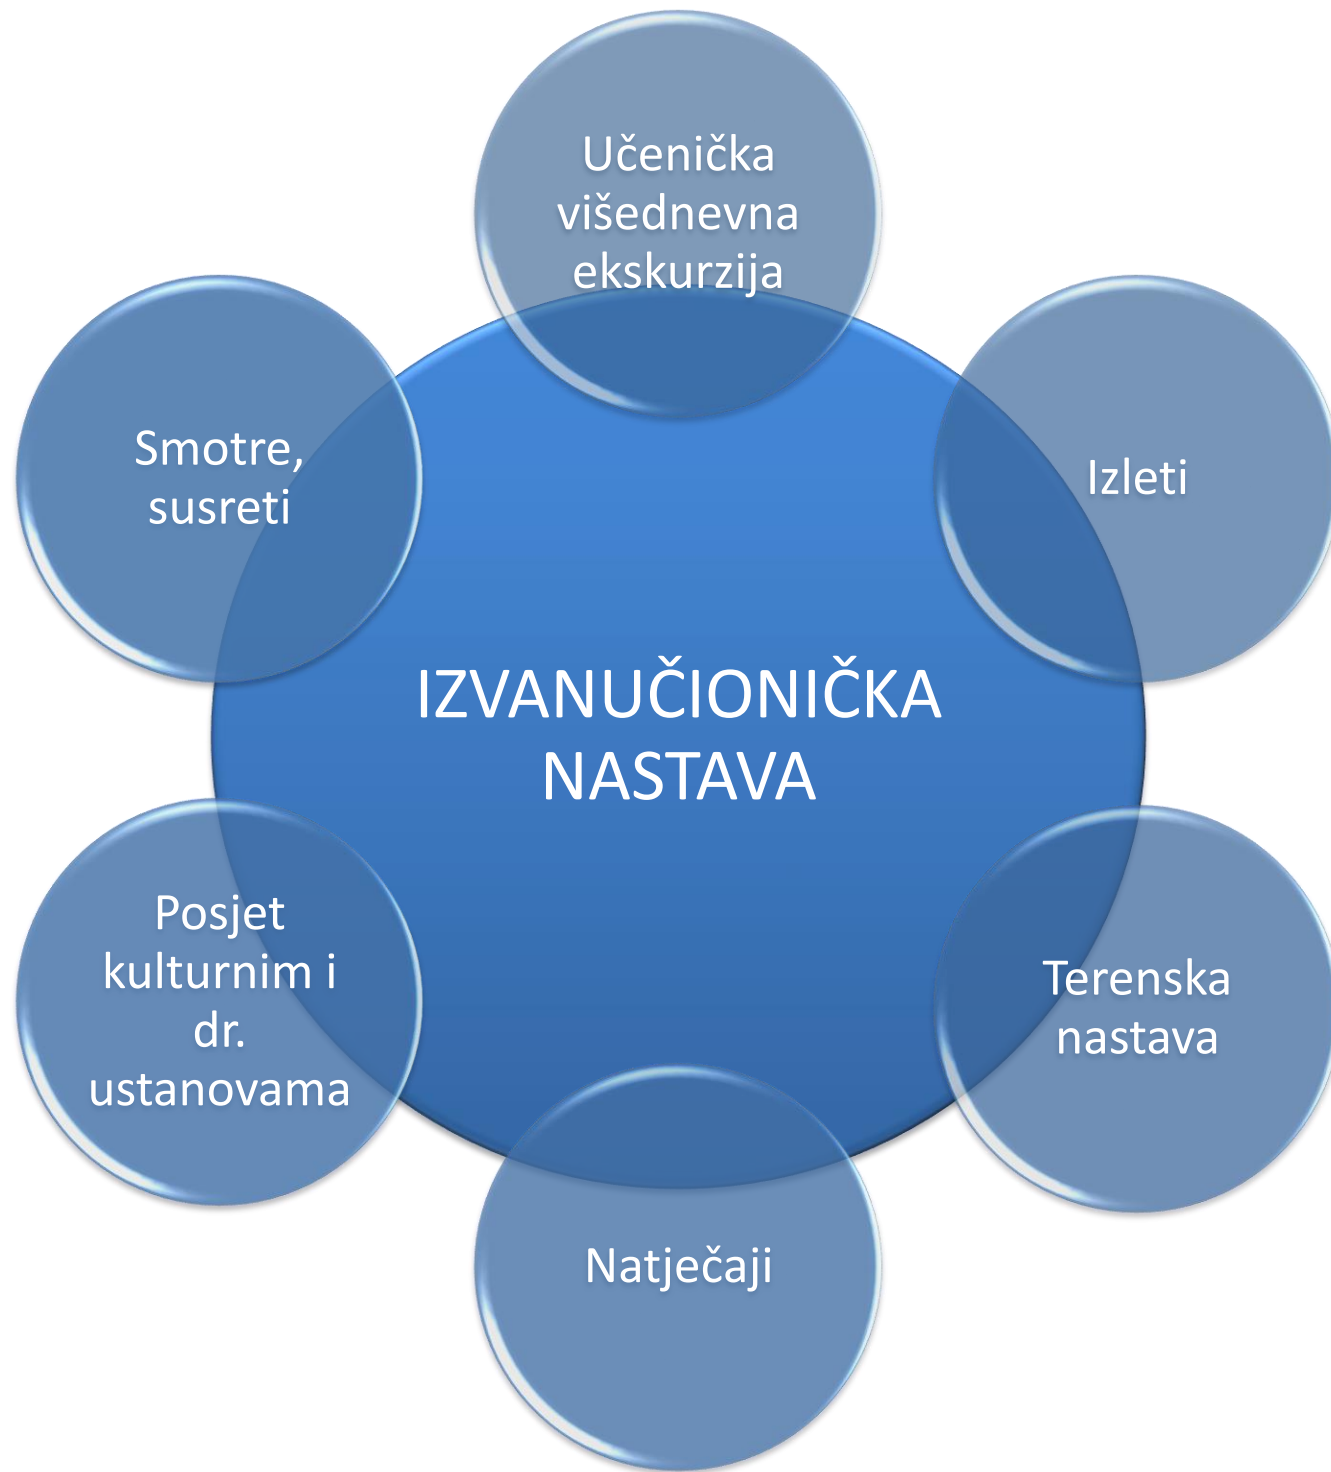 Učenička
višednevna
ekskurzija
Izleti
Terenska
nastava
Natječaji
Posjet
kulturnim i
dr.
ustanovama
Smotre,
susreti
IZVANUČIONIČKA
NASTAVA